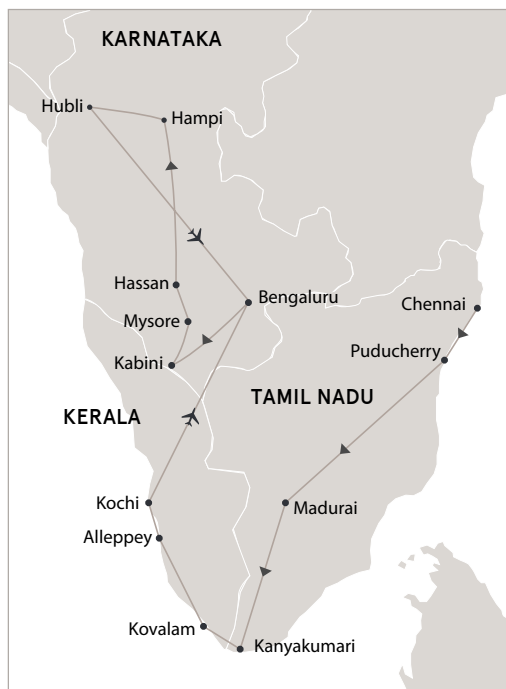 KARNATAKA
Hubli
Hampi
Hassan
Bengaluru
Chennai
Mysore
Puducherry
Kabini
TAMIL NADU
KERALA
Kochi
Madurai
Alleppey
Kovalam
Kanyakumari